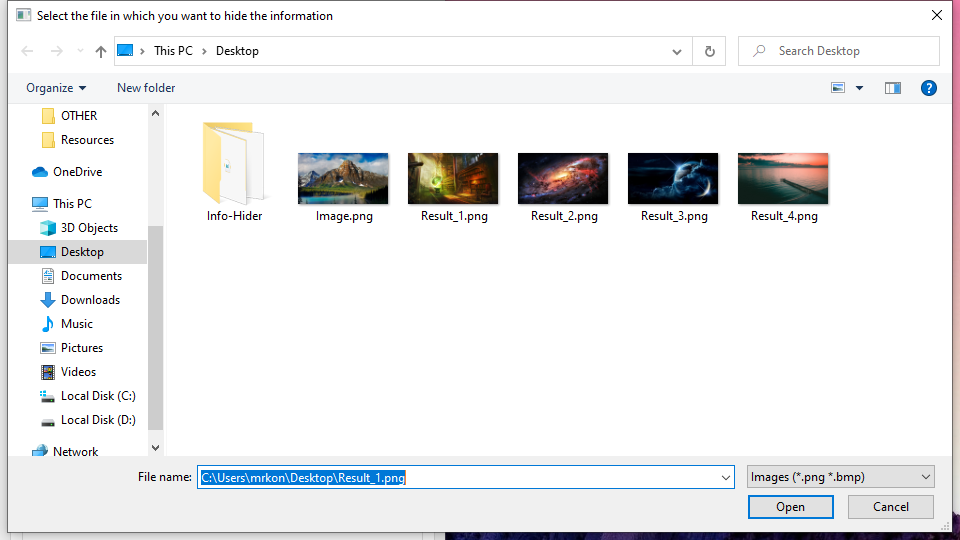 Select the file in which you want to hide the information
This PC
Desktop
Search Desktop
Organize
New folder
OTHER
Resources
OneDrive
This PC
3D Objects
Desktop
Documents
Downloads
Music
Pictures
Videos
Local Disk (C:)
Local Disk (D:)
Network
Info-Hider
Image.png
Result_1.png
Result_2.png
Result_3.png
Result_4.png
File name:
C:\Users\mrkon\Desktop\Result_1.png
Images (*.png *.bmp)
Open
Cancel